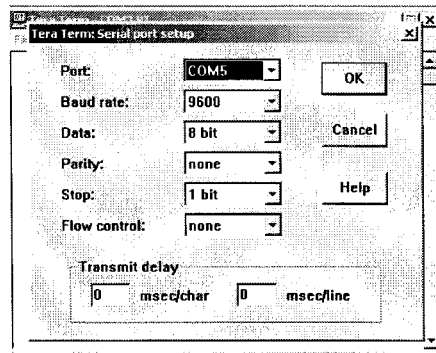 Tera Term: Serial port setup
Port: COM5
OK
Baud rate: 9600
Data: 8 bit
Cancel
Parity: none
Stop: 1 bit
Help
Flow control: none
Transmit delay
0 msec/char 0 msec/line